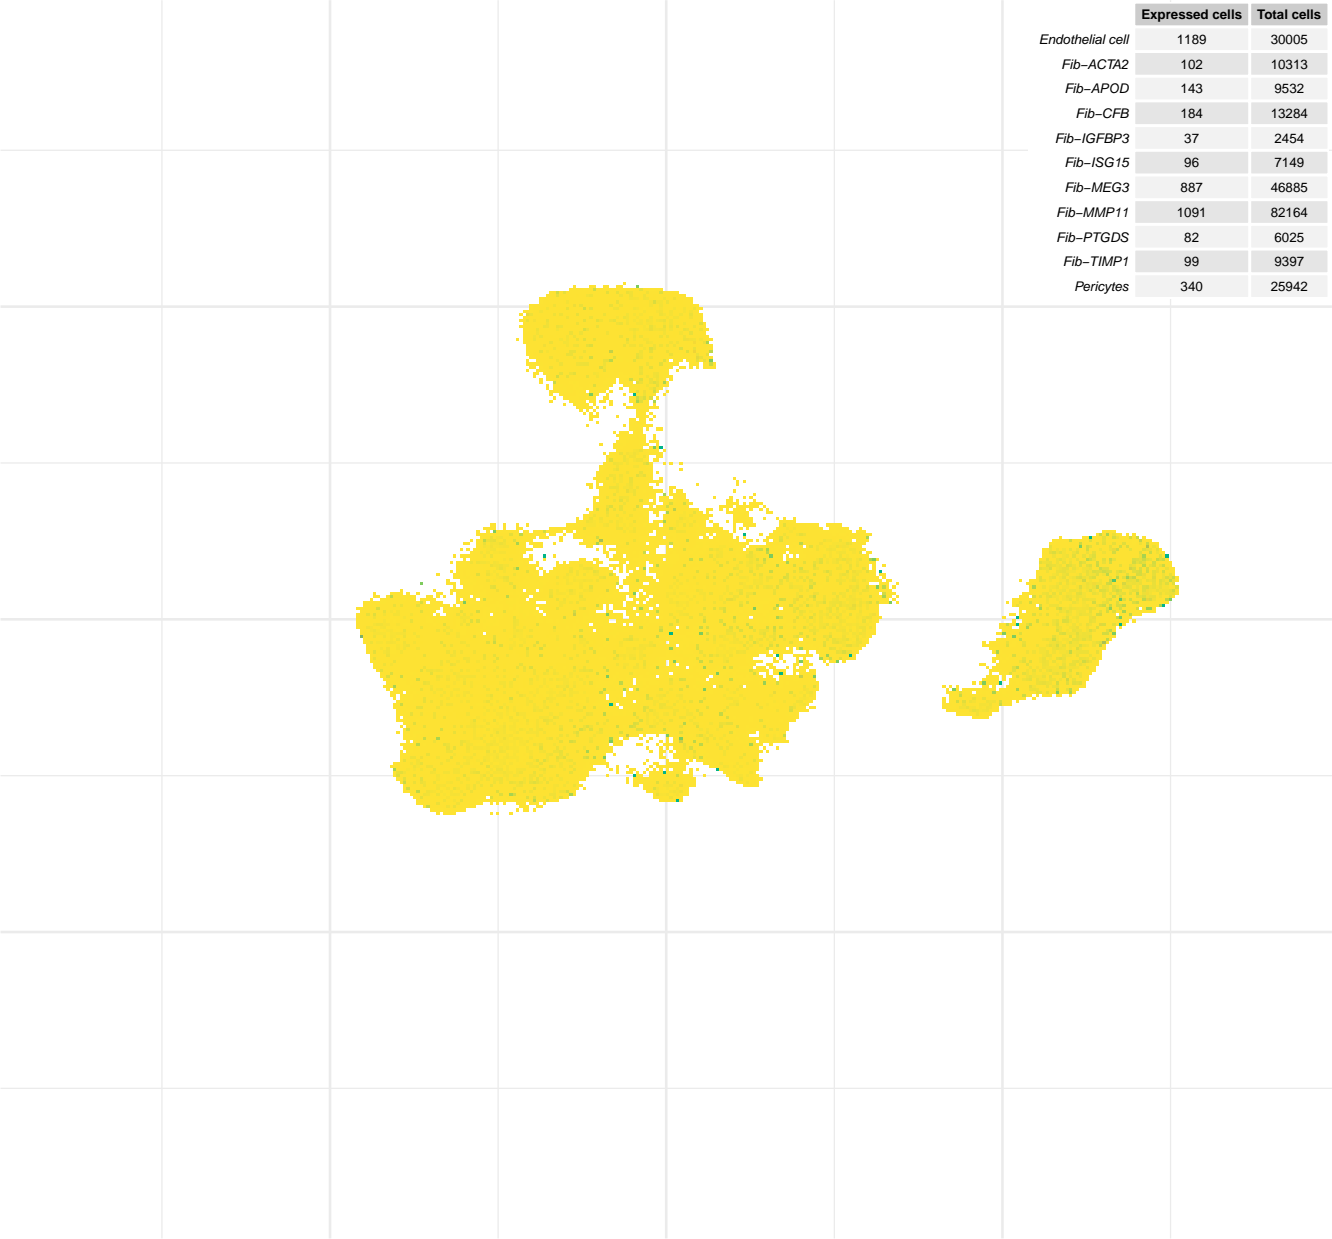 Expressed cells Total cells
Endothelial cell 1189 30005
Fib−ACTA2 102 10313
Fib−APOD 143 9532
Fib−CFB 184 13284
Fib−IGFBP3 37 2454
Fib−ISG15 96 7149
Fib−MEG3 887 46885
Fib−MMP11 1091 82164
Fib−PTGDS 82 6025
Fib−TIMP1 99 9397
Pericytes 340 25942